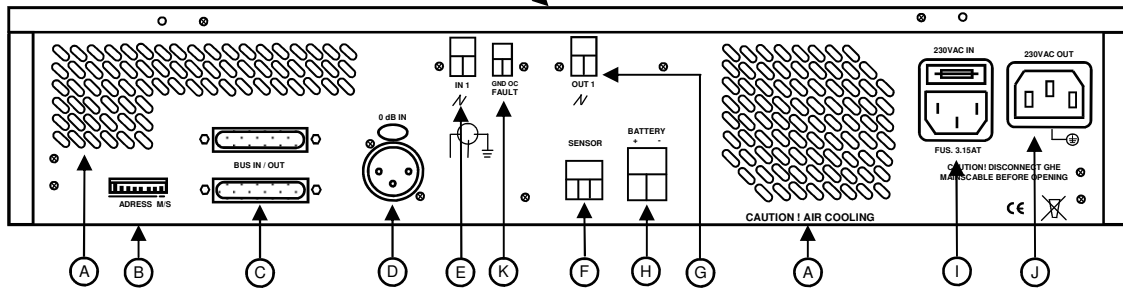 230VAC IN
230VAC OUT
IN 1
GND OC
FAULT
OUT 1
0 dB IN
SENSOR
BATTERY
+ -
BUS IN / OUT
FUS. 3.15AT
CAUTION! DISCONNECT GHE
MAINSCABLE BEFORE OPENING
ADRESS M/S
CAUTION ! AIR COOLING
CE
A
B
C
D
E
K
F
H
G
A
I
J